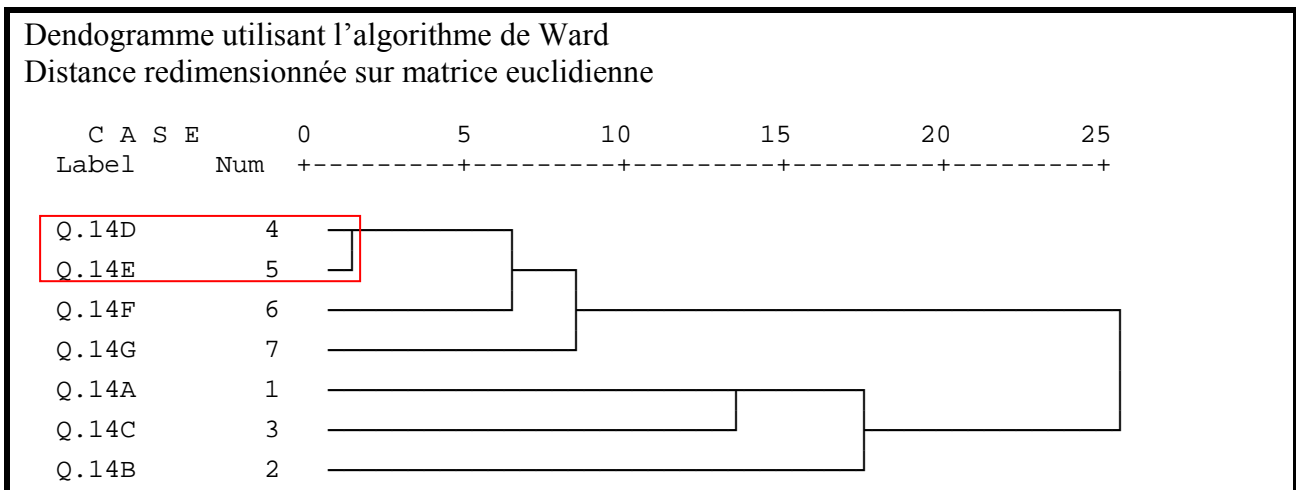 Dendogramme utilisant l’algorithme de Ward
Distance redimensionnée sur matrice euclidienne
C A S E 0 5 10 15 20 25
Label Num +---------+---------+---------+---------+---------+
Q.14D 4
Q.14E 5
Q.14F 6
Q.14G 7
Q.14A 1
Q.14C 3
Q.14B 2